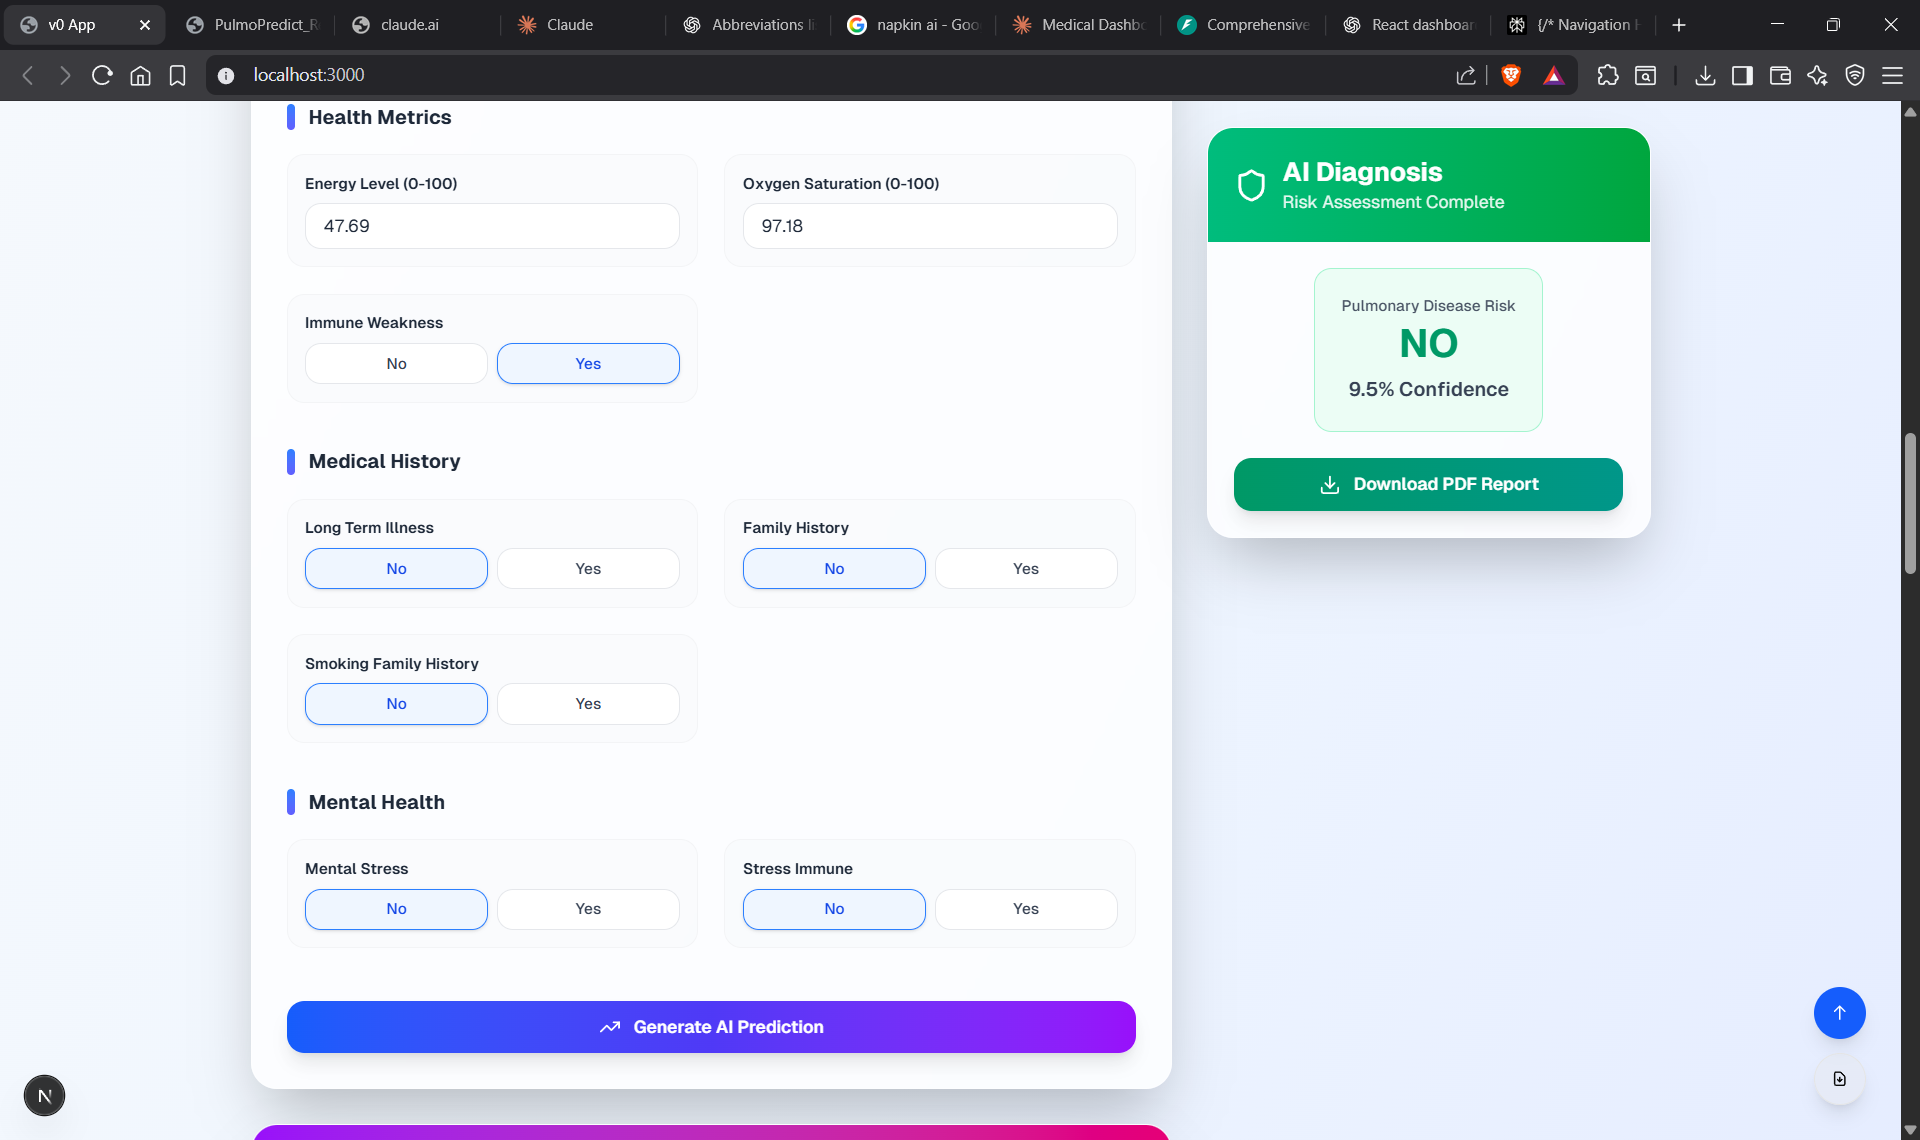 v0 App
PulmoPredict_R
claude.ai
Claude
Abbreviations li
napkin ai - Goo
Medical Dashbo
Comprehensive
React dashboar
{/* Navigation H
localhost:3000
Health Metrics
Energy Level (0-100)
47.69
Oxygen Saturation (0-100)
97.18
Immune Weakness
No
Yes
Medical History
Long Term Illness
No
Yes
Family History
No
Yes
Smoking Family History
No
Yes
Mental Health
Mental Stress
No
Yes
Stress Immune
No
Yes
Generate AI Prediction
AI Diagnosis
Risk Assessment Complete
Pulmonary Disease Risk
NO
9.5% Confidence
Download PDF Report
N